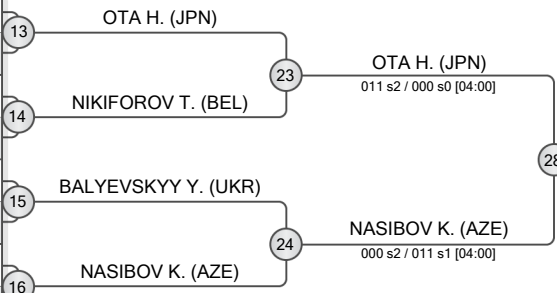 13
OTA H. (JPN)
23
OTA H. (JPN)
011 s2 / 000 s0 [04:00]
14
NIKIFOROV T. (BEL)
28
15
BALYEVSKYY Y. (UKR)
24
NASIBOV K. (AZE)
000 s2 / 011 s1 [04:00]
16
NASIBOV K. (AZE)